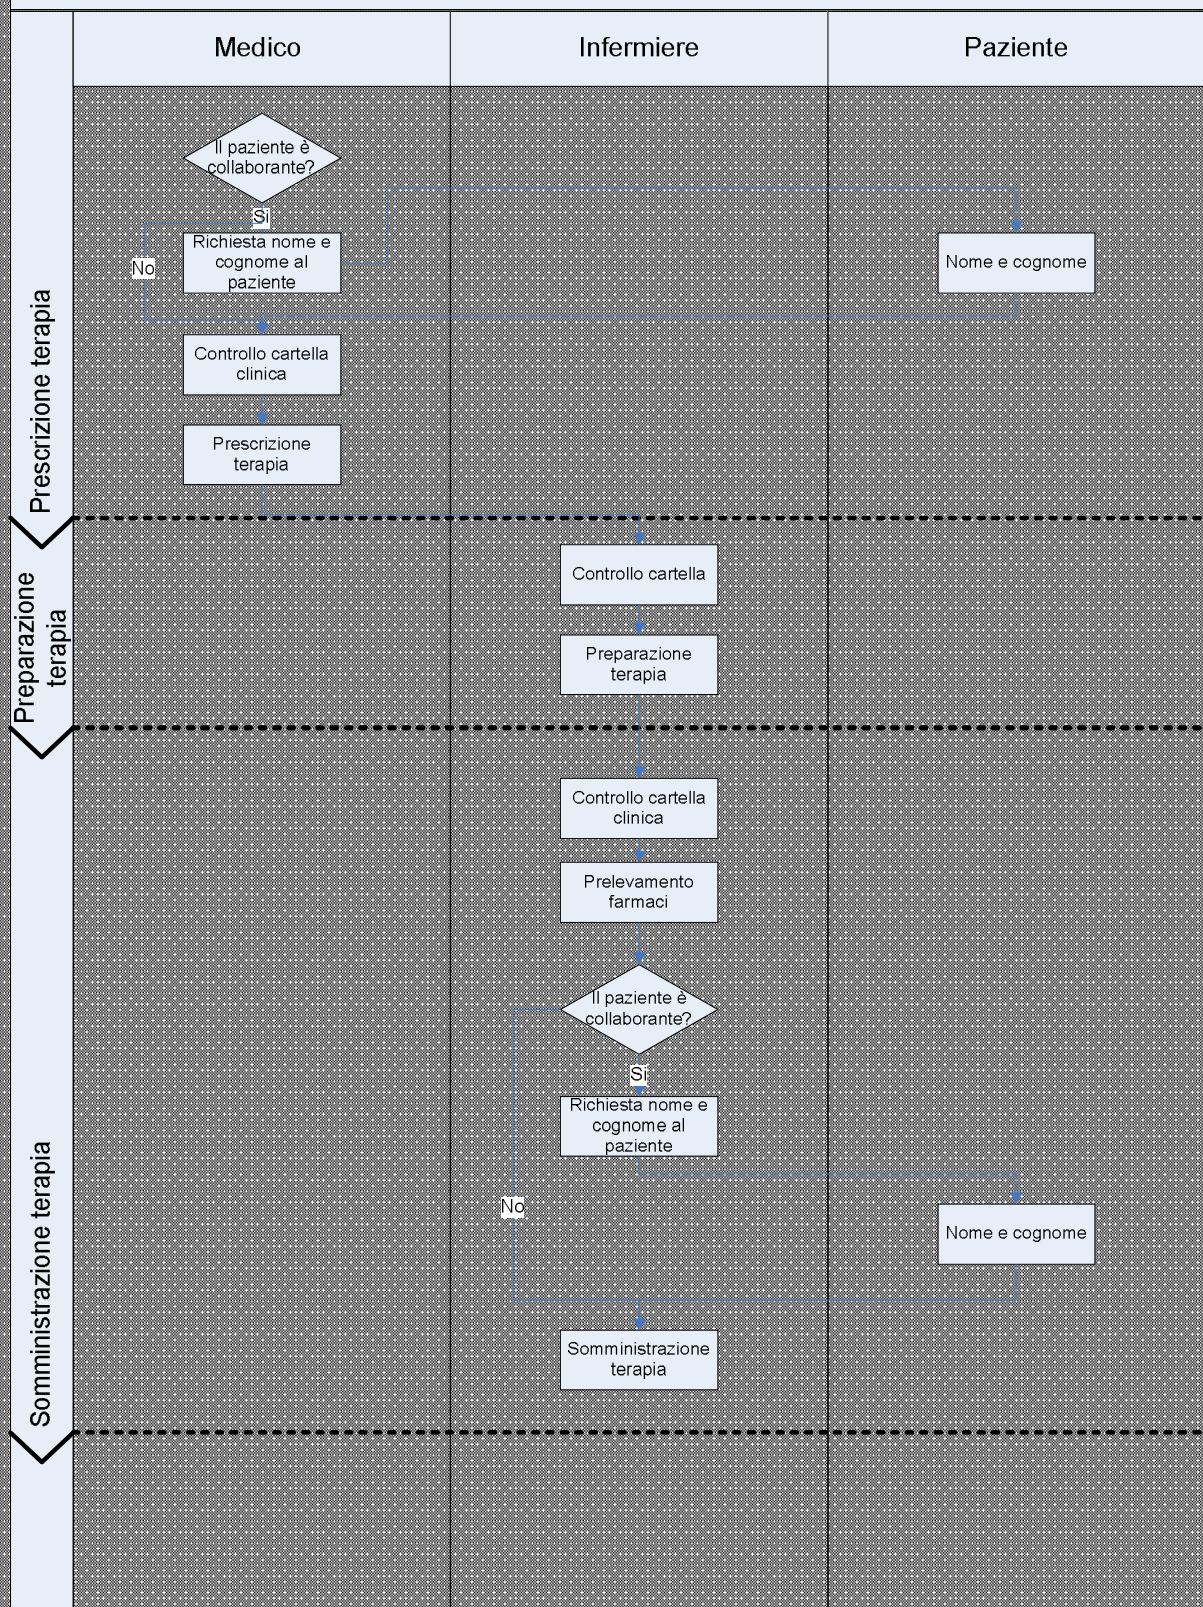 Medico
Infermiere
Paziente
Prescrizione terapia
Il paziente è
collaborante?
Si
No
Richiesta nome e
cognome al
paziente
Nome e cognome
Controllo cartella
clinica
Prescrizione
terapia
Preparazione
terapia
Controllo cartella
Preparazione
terapia
Somministrazione terapia
Controllo cartella
clinica
Prelevamento
farmaci
Il paziente è
collaborante?
Si
Richiesta nome e
cognome al
paziente
No
Nome e cognome
Somministrazione
terapia